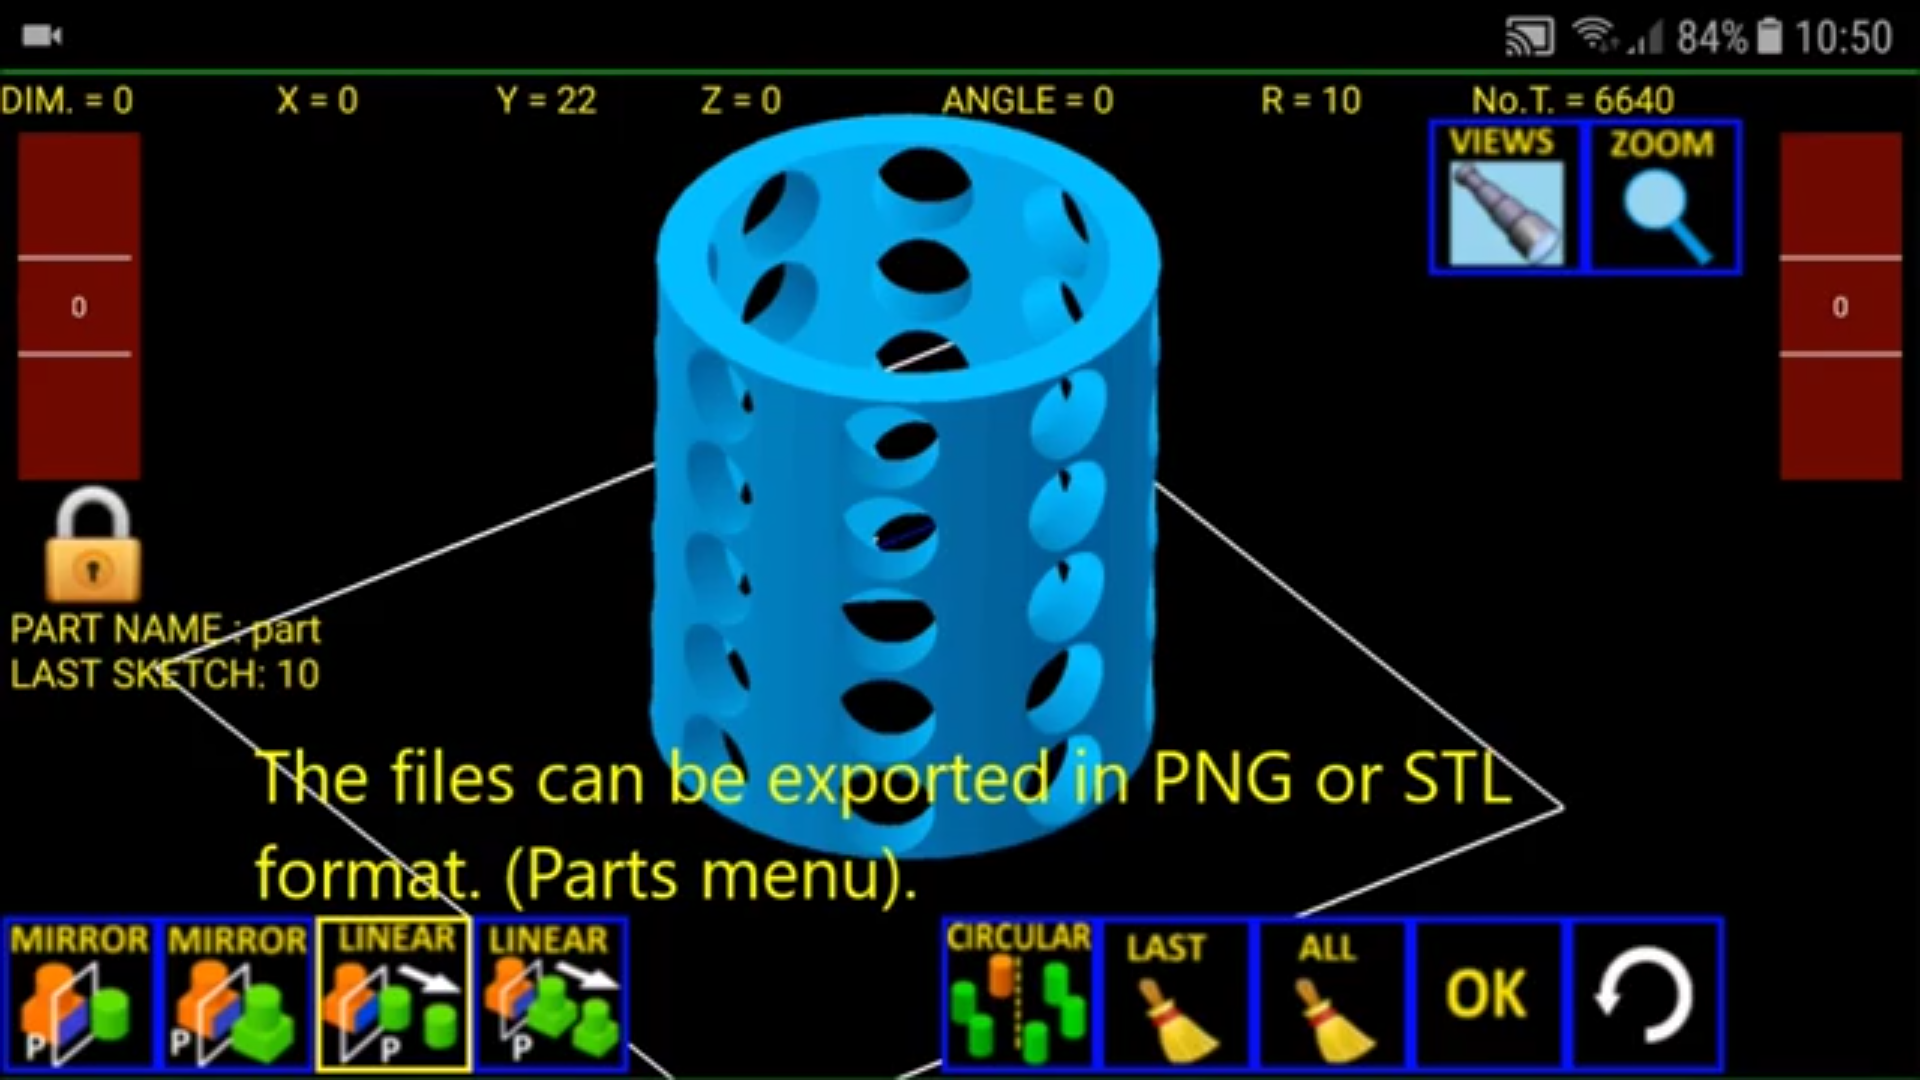 84% 10:50
DIM. = 0 X = 0 Y = 22 Z = 0 ANGLE = 0 R = 10 No.T. = 6640
VIEWS ZOOM
0 0
PART NAME : part
LAST SKETCH: 10
The files can be exported in PNG or STL
format. (Parts menu).
MIRROR MIRROR LINEAR LINEAR CIRCULAR LAST ALL
OK
P P P P